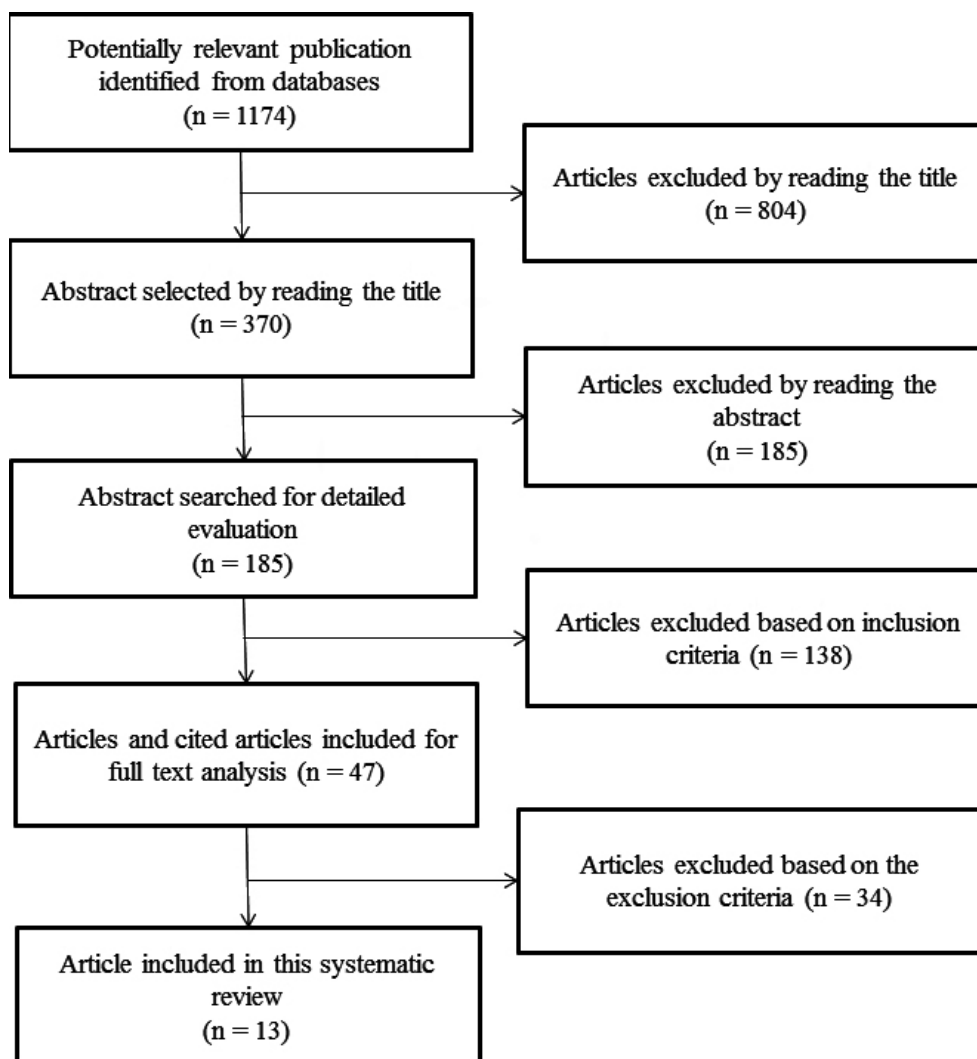 Potentially relevant publication
identified from databases
(n = 1174)
Articles excluded by reading the title
(n = 804)
Abstract selected by reading the title
(n = 370)
Articles excluded by reading the
abstract
(n = 185)
Abstract searched for detailed
evaluation
(n = 185)
Articles excluded based on inclusion
criteria (n = 138)
Articles and cited articles included for
full text analysis (n = 47)
Articles excluded based on the
exclusion criteria (n = 34)
Article included in this systematic
review
(n = 13)